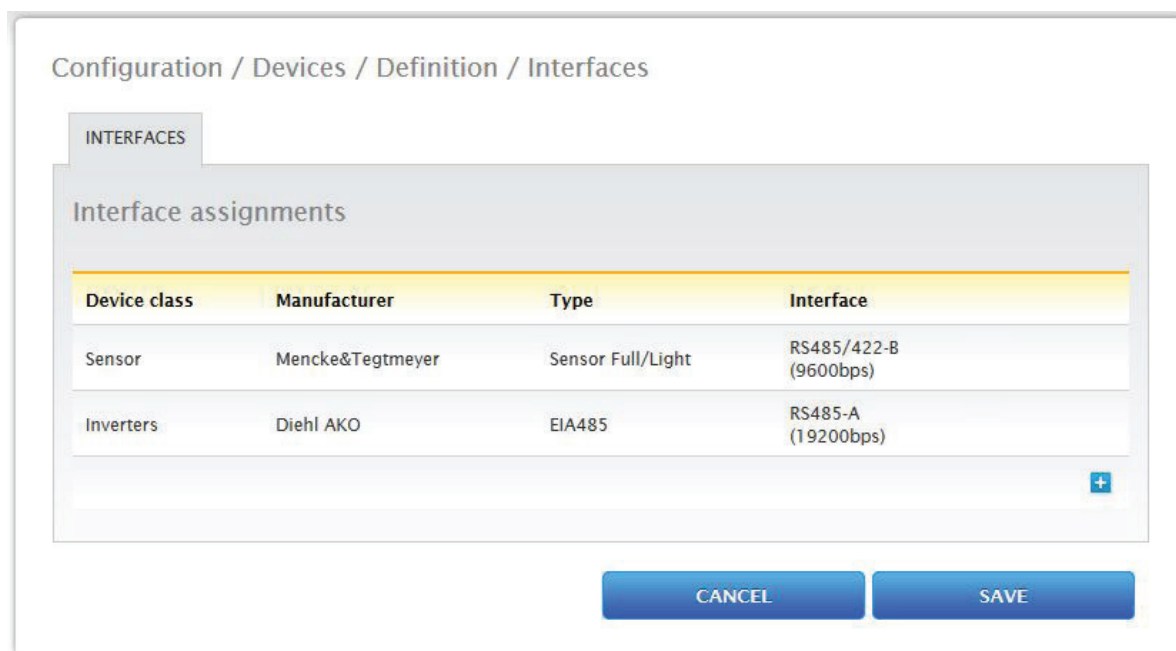 Configuration / Devices / Definition / Interfaces
INTERFACES
Interface assignments
Device class Manufacturer Type Interface
Sensor Mencke&Tegtmeyer Sensor Full/Light RS485/422-B
(9600bps)
Inverters Diehl AKO EIA485 RS485-A
(19200bps)
+
CANCEL SAVE